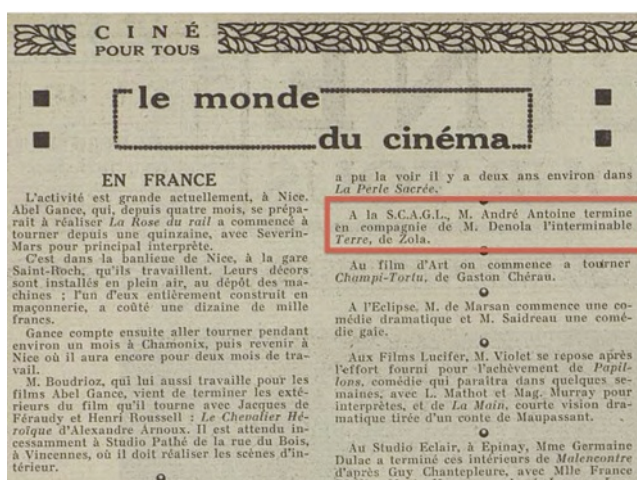 CINÉ
POUR TOUS
le monde
du cinéma
EN FRANCE
L'activité est grande actuellement, à Nice.
Abel Gance, qui, depuis quatre mois, se prépa-
rait à réaliser La Rose du rail a commencé à
tourner depuis une quinzaine, avec Severin-
Mars pour principal interprète.
C'est dans la banlieue de Nice, à la gare
Saint-Roch, qu'ils travaillent. Leurs décors
sont installés en plein air, au dépôt des ma-
chines ; l'un d'eux entièrement construit en
maçonnerie, a coûté une dizaine de mille
francs.
Gance compte ensuite aller tourner pendant
environ un mois à Chamonix, puis revenir à
Nice où il aura encore pour deux mois de tra-
vail.
M. Boudrioz, qui lui aussi travaille pour les
films Abel Gance, vient de terminer les exté-
rieurs du film qu'il tourne avec Jacques de
Féraudy et Henri Roussell : Le Chevalier Hé-
roïque d'Alexandre Arnoux. Il est attendu in-
cessamment à Studio Pathé de la rue du Bois,
à Vincennes, où il doit réaliser les scènes d'in-
térieur.
a pu la voir il y a deux ans environ dans
La Perle Sacrée.
A la S.C.A.G.L., M. André Antoine termine
en compagnie de M. Denola l'interminable
Terre, de Zola.
Au film d'Art on commence a tourner
Champi-Tortu, de Gaston Chérau.
A l'Eclipse, M. de Marsan commence une co-
médie dramatique et M. Saidreau une comé-
die gaie.
Aux Films Lucifer, M. Violet se repose après
l'effort fourni pour l'achèvement de Papil-
lons, comédie qui paraîtra dans quelques se-
maines, avec L. Mathot et Mag. Murray pour
interprètes, et de La Main, courte vision dra-
matique tirée d'un conte de Maupassant.
Au Studio Eclair, à Epinay, Mme Germaine
Dulac a terminé ces intérieurs de Malencontre
d'après Guy Chantepleure, avec Mlle France